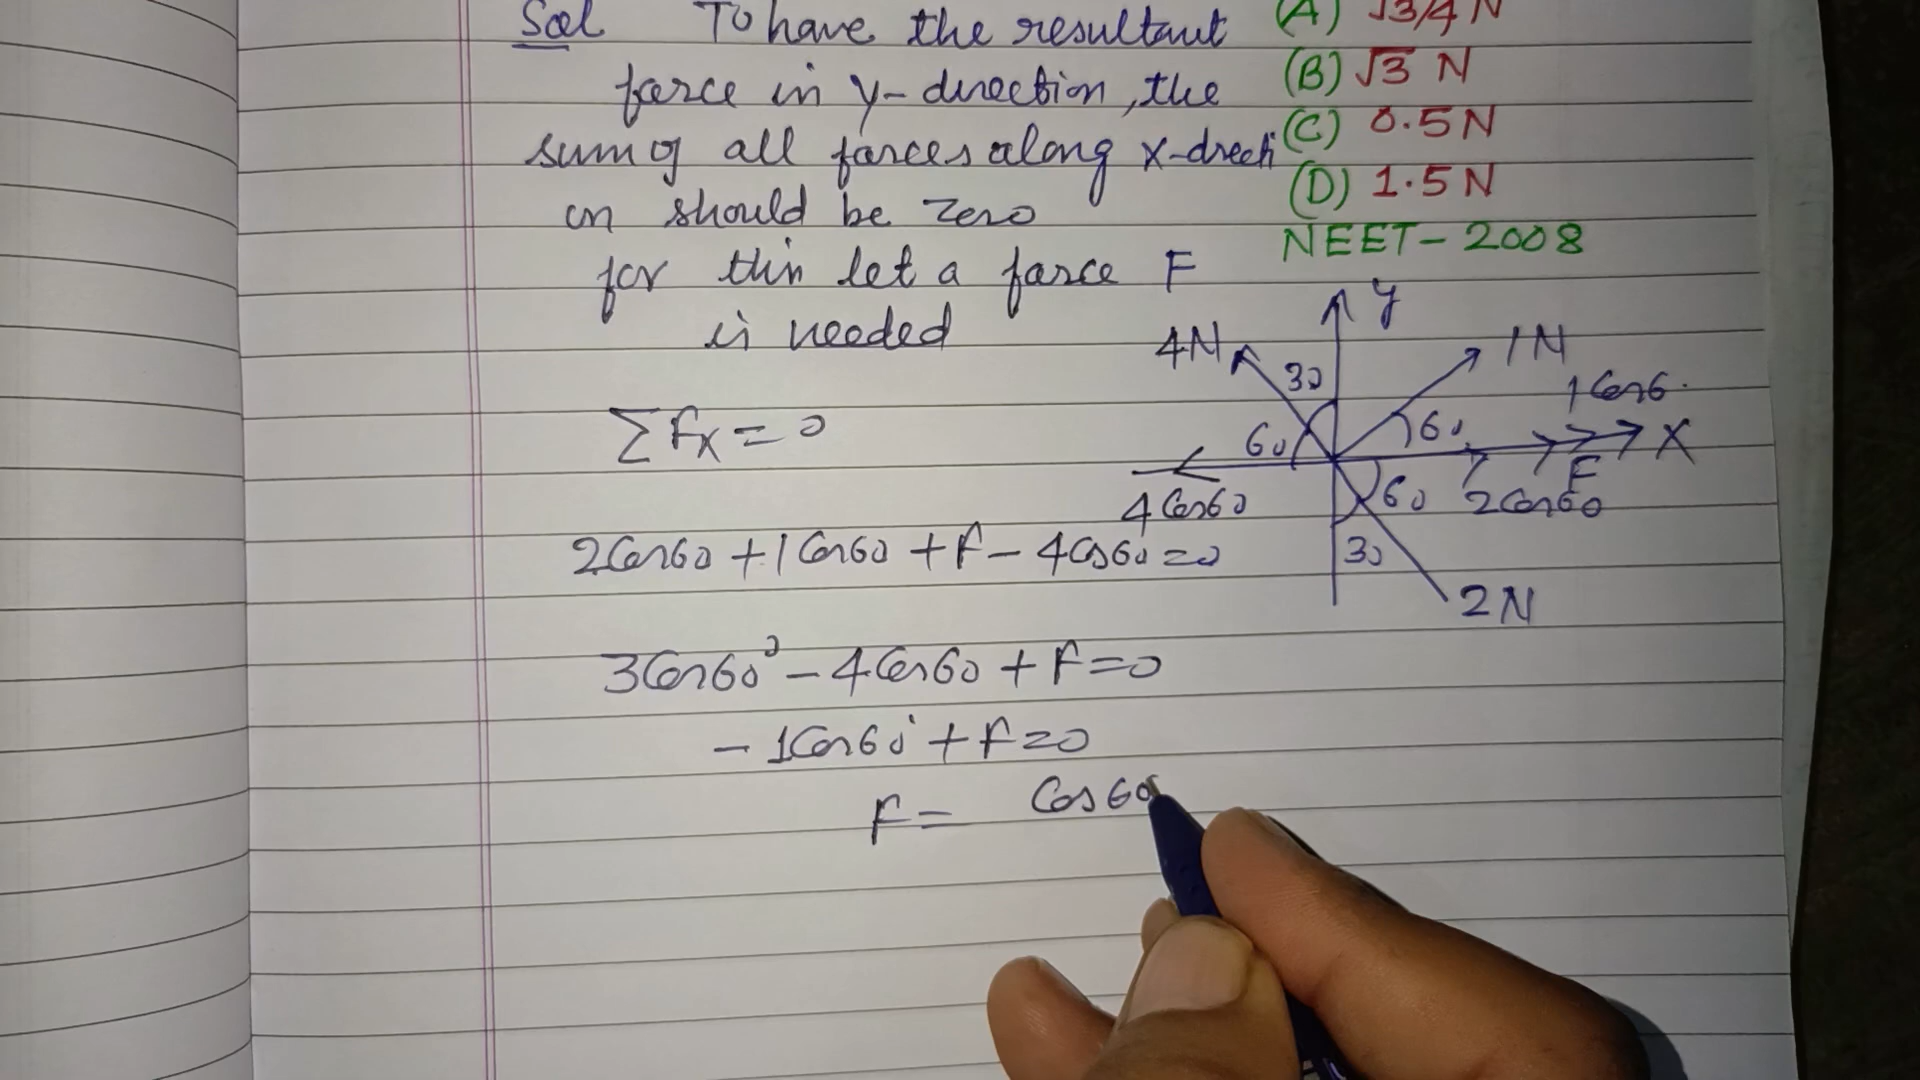 Sol To have the resultant
force in y-direction, the
sum of all forces along x-directi
on should be zero
for this let a force F
is needed
(A) √3/4 N
(B) √3 N
(C) 0.5 N
(D) 1.5 N
NEET-2008
y
4N 30 1N
1Cos6
60 60 X
F
4Cos60 60 2Cos60
30
2N
ΣFx = 0
2Cos60 + 1Cos60 + F - 4Cos60 = 0
3Cos60° - 4Cos60 + F = 0
- 1Cos60° + F = 0
F = Cos60